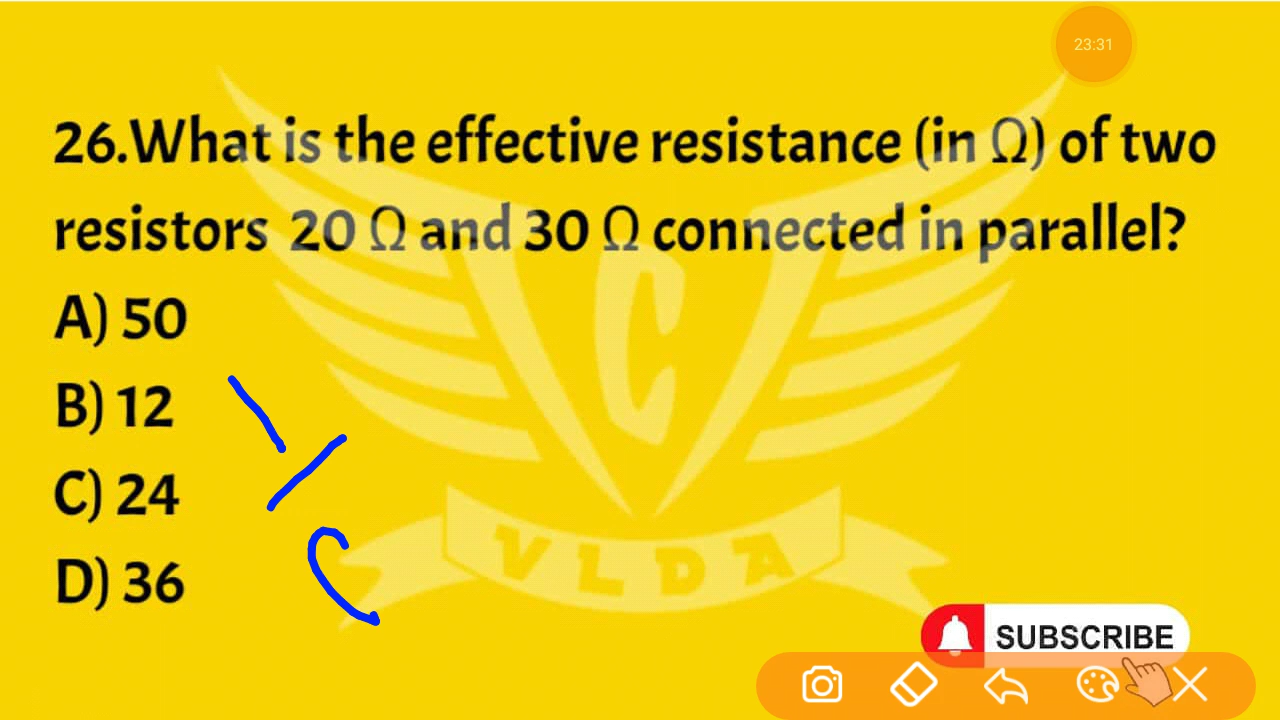 23:31
26.What is the effective resistance (in Ω) of two
resistors 20 Ω and 30 Ω connected in parallel?
A) 50
B) 12
C) 24
D) 36
VLDA
SUBSCRIBE